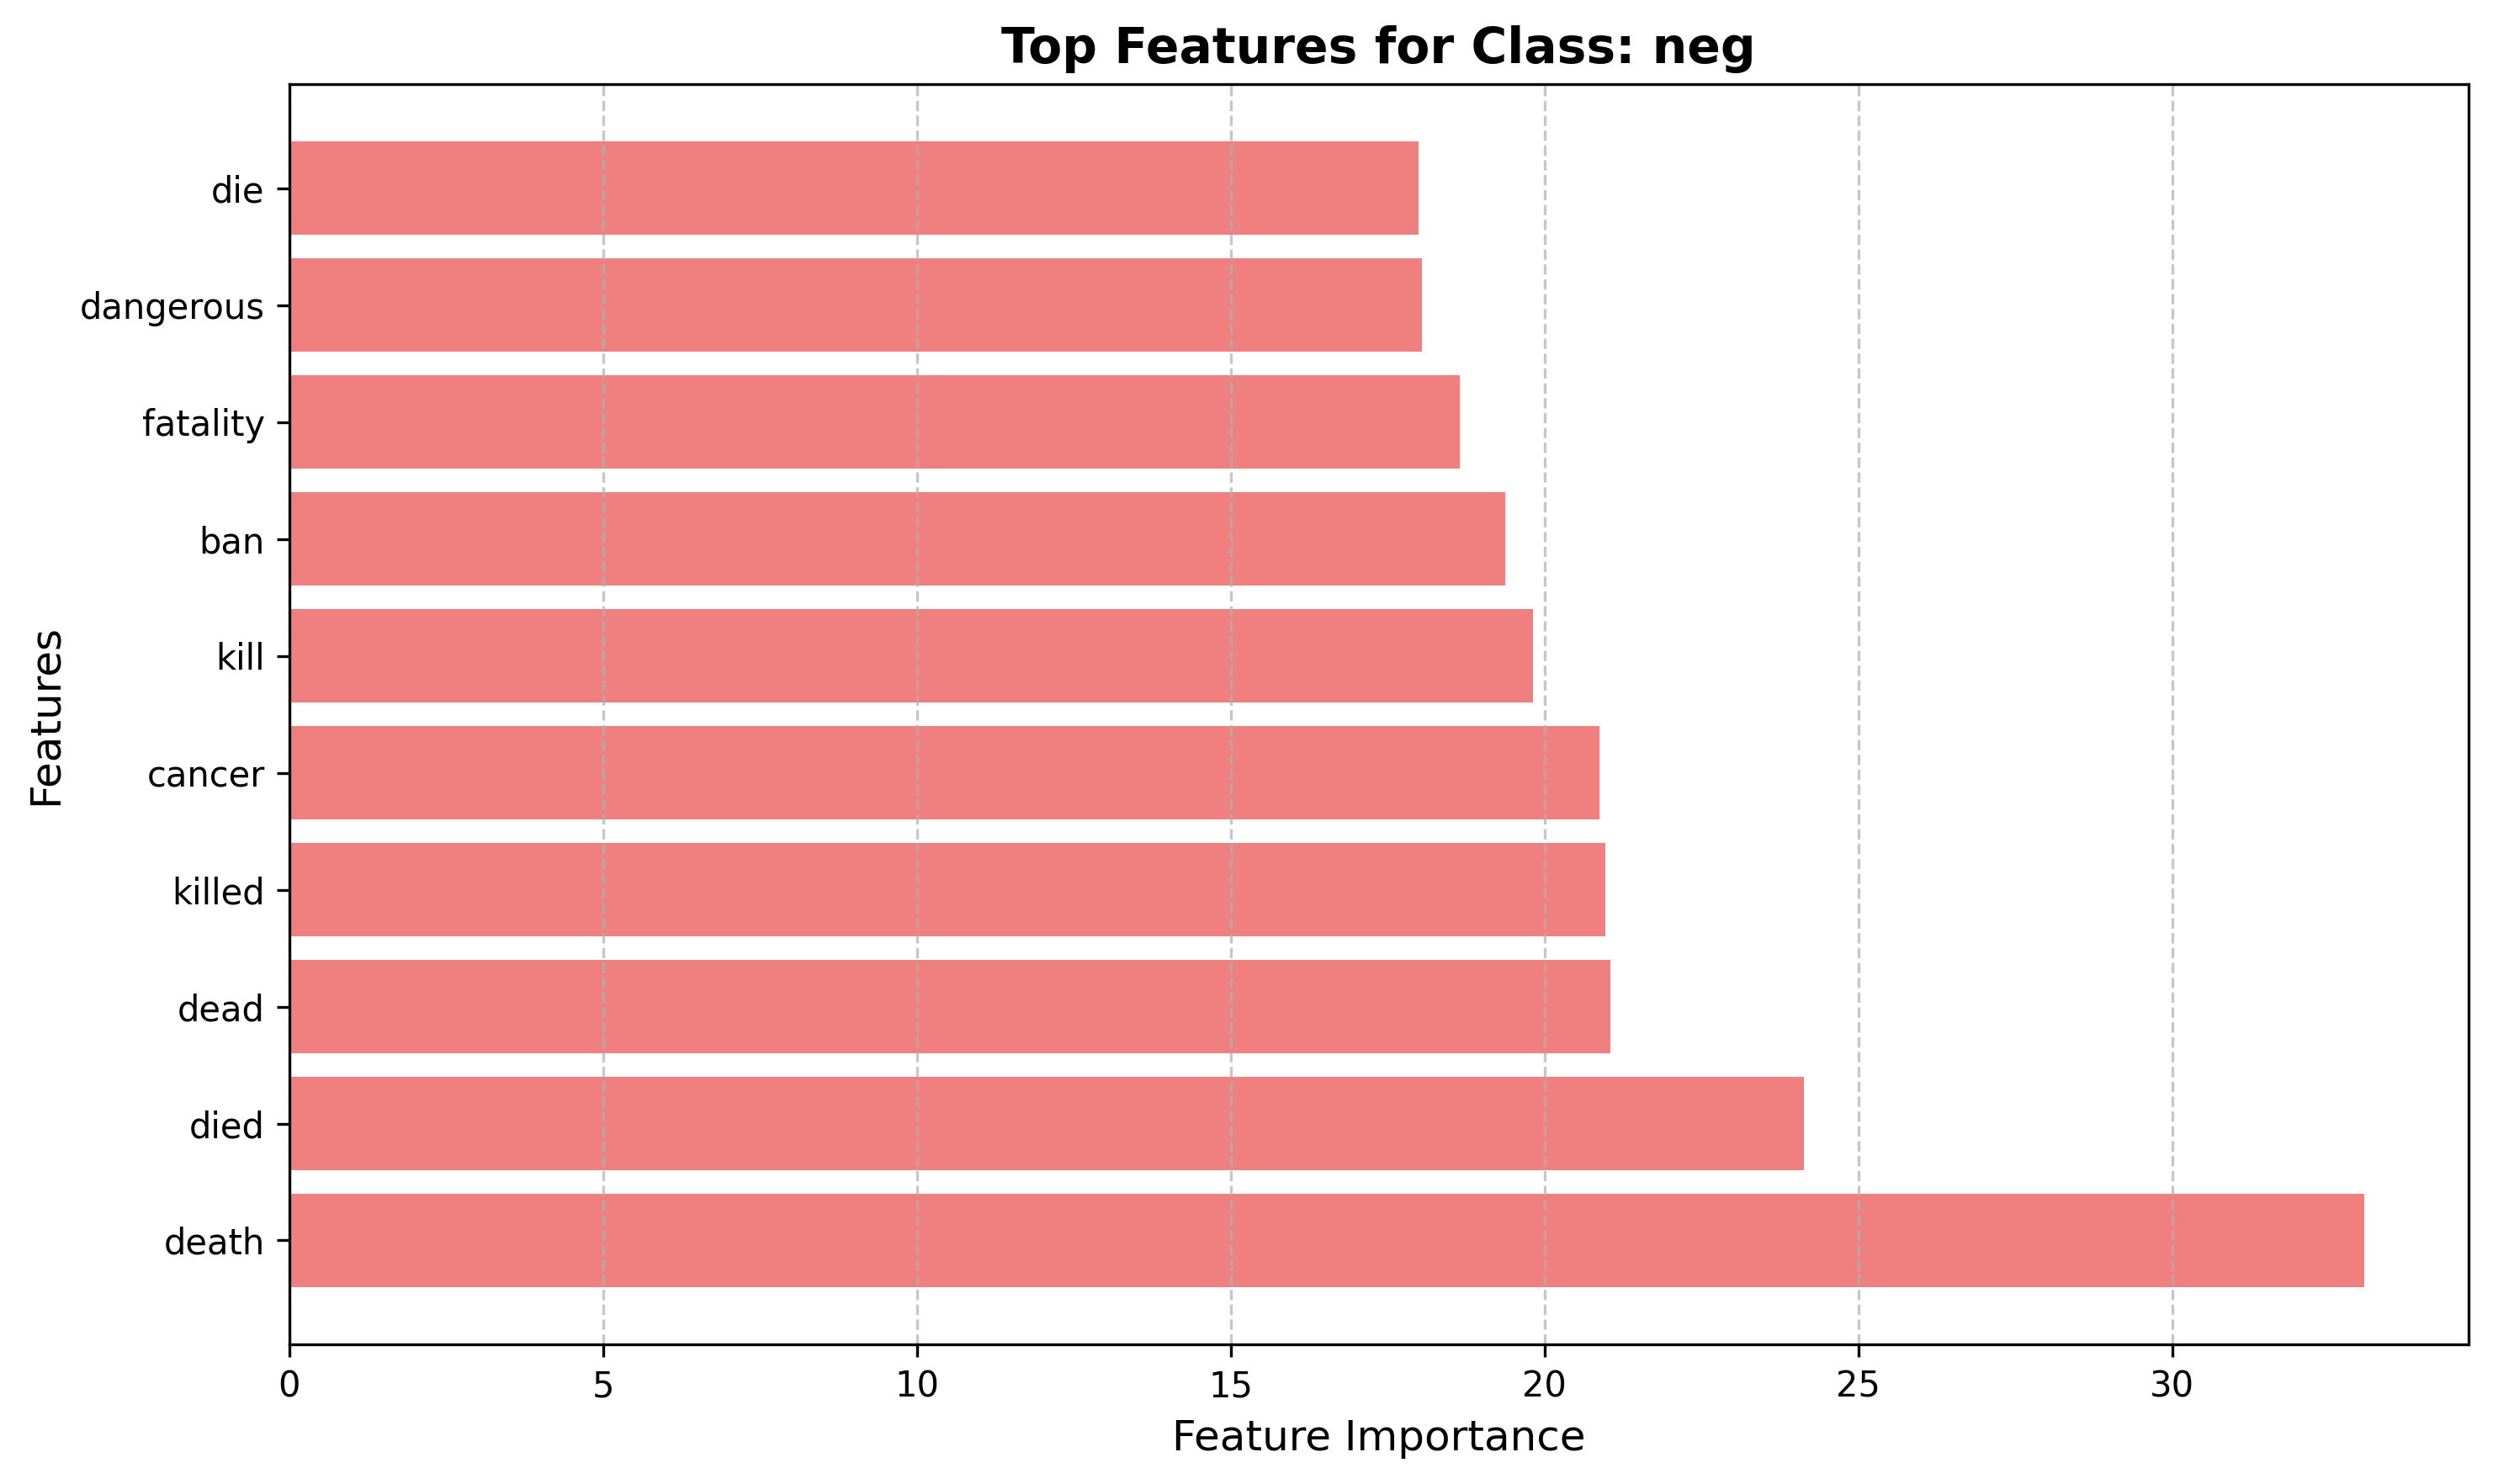 Top Features for Class: neg
die
dangerous
fatality
ban
kill
cancer
killed
dead
died
death
Features
0 5 10 15 20 25 30
Feature Importance